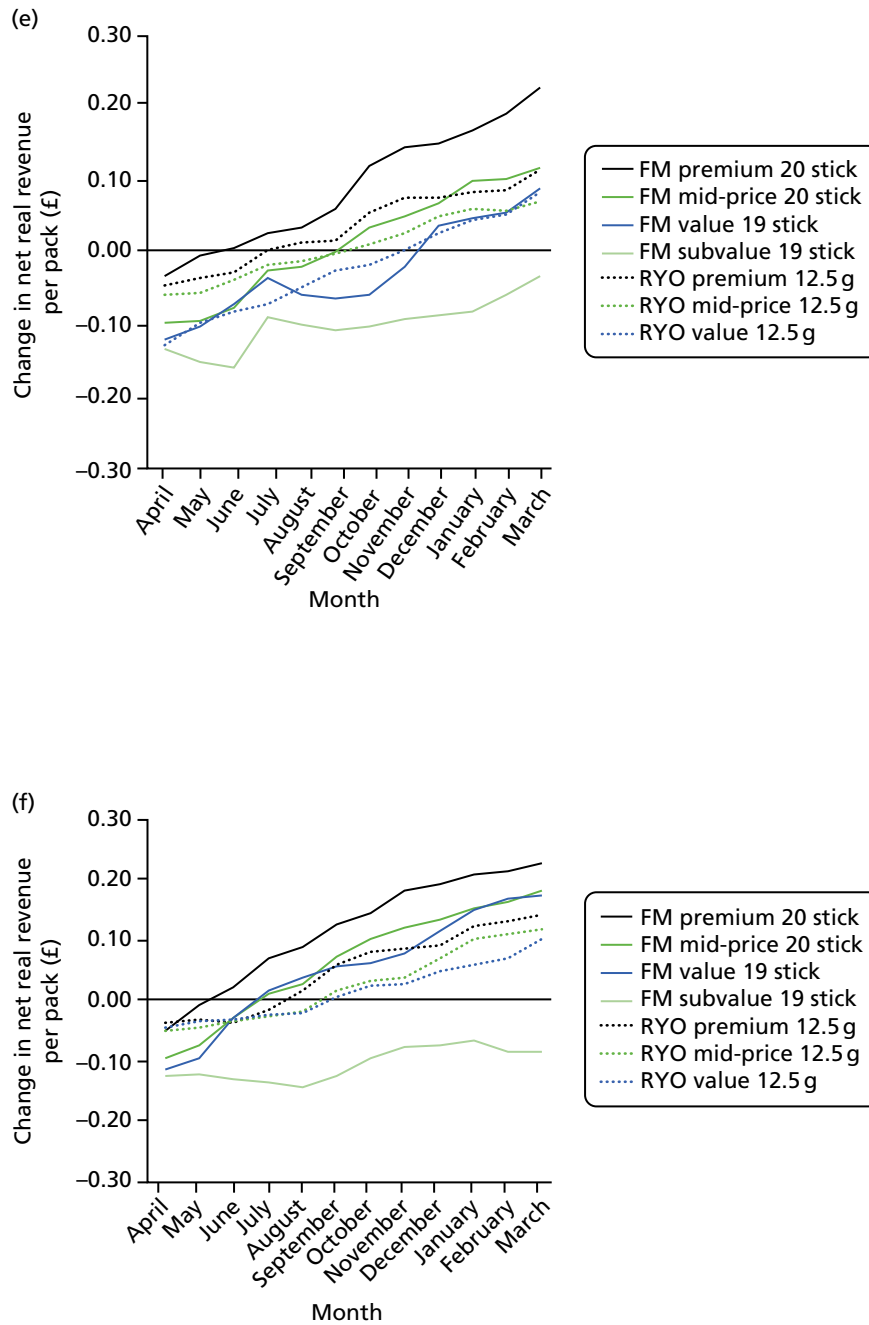 (e)
0.30
0.20
0.10
0.00
−0.10
−0.20
−0.30
Change in net real revenue
per pack (£)
April
May
June
July
August
September
October
November
December
January
February
March
Month
FM premium 20 stick
FM mid-price 20 stick
FM value 19 stick
FM subvalue 19 stick
RYO premium 12.5 g
RYO mid-price 12.5 g
RYO value 12.5 g
(f)
0.30
0.20
0.10
0.00
−0.10
−0.20
−0.30
Change in net real revenue
per pack (£)
April
May
June
July
August
September
October
November
December
January
February
March
Month
FM premium 20 stick
FM mid-price 20 stick
FM value 19 stick
FM subvalue 19 stick
RYO premium 12.5 g
RYO mid-price 12.5 g
RYO value 12.5 g